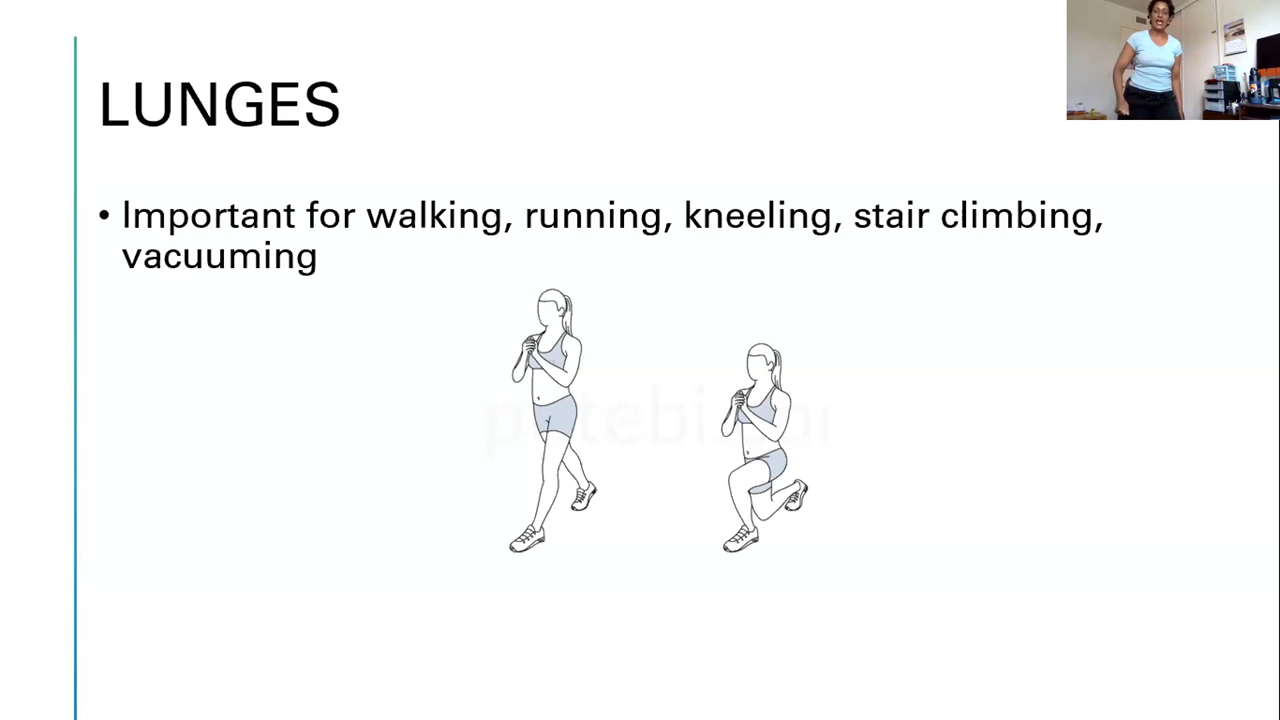 LUNGES
• Important for walking, running, kneeling, stair climbing,
vacuuming